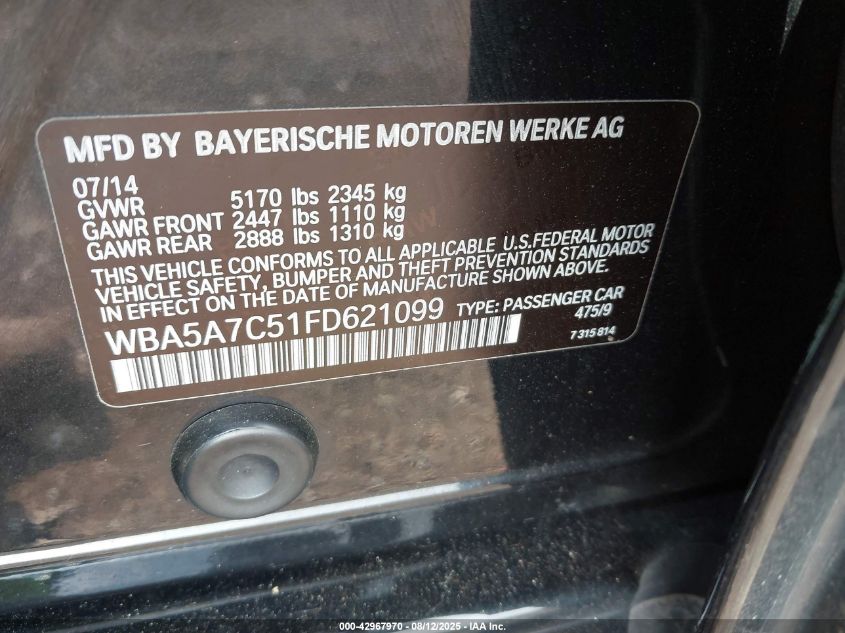 MFD BY BAYERISCHE MOTOREN WERKE AG
07/14
GVWR 5170 lbs 2345 kg
GAWR FRONT 2447 lbs 1110 kg
GAWR REAR 2888 lbs 1310 kg
THIS VEHICLE CONFORMS TO ALL APPLICABLE U.S.FEDERAL MOTOR
VEHICLE SAFETY, BUMPER AND THEFT PREVENTION STANDARDS
IN EFFECT ON THE DATE OF MANUFACTURE SHOWN ABOVE.
WBA5A7C51FD621099 TYPE: PASSENGER CAR
475/9
7 315 814
000-42967970 - 08/12/2025 - IAA Inc.